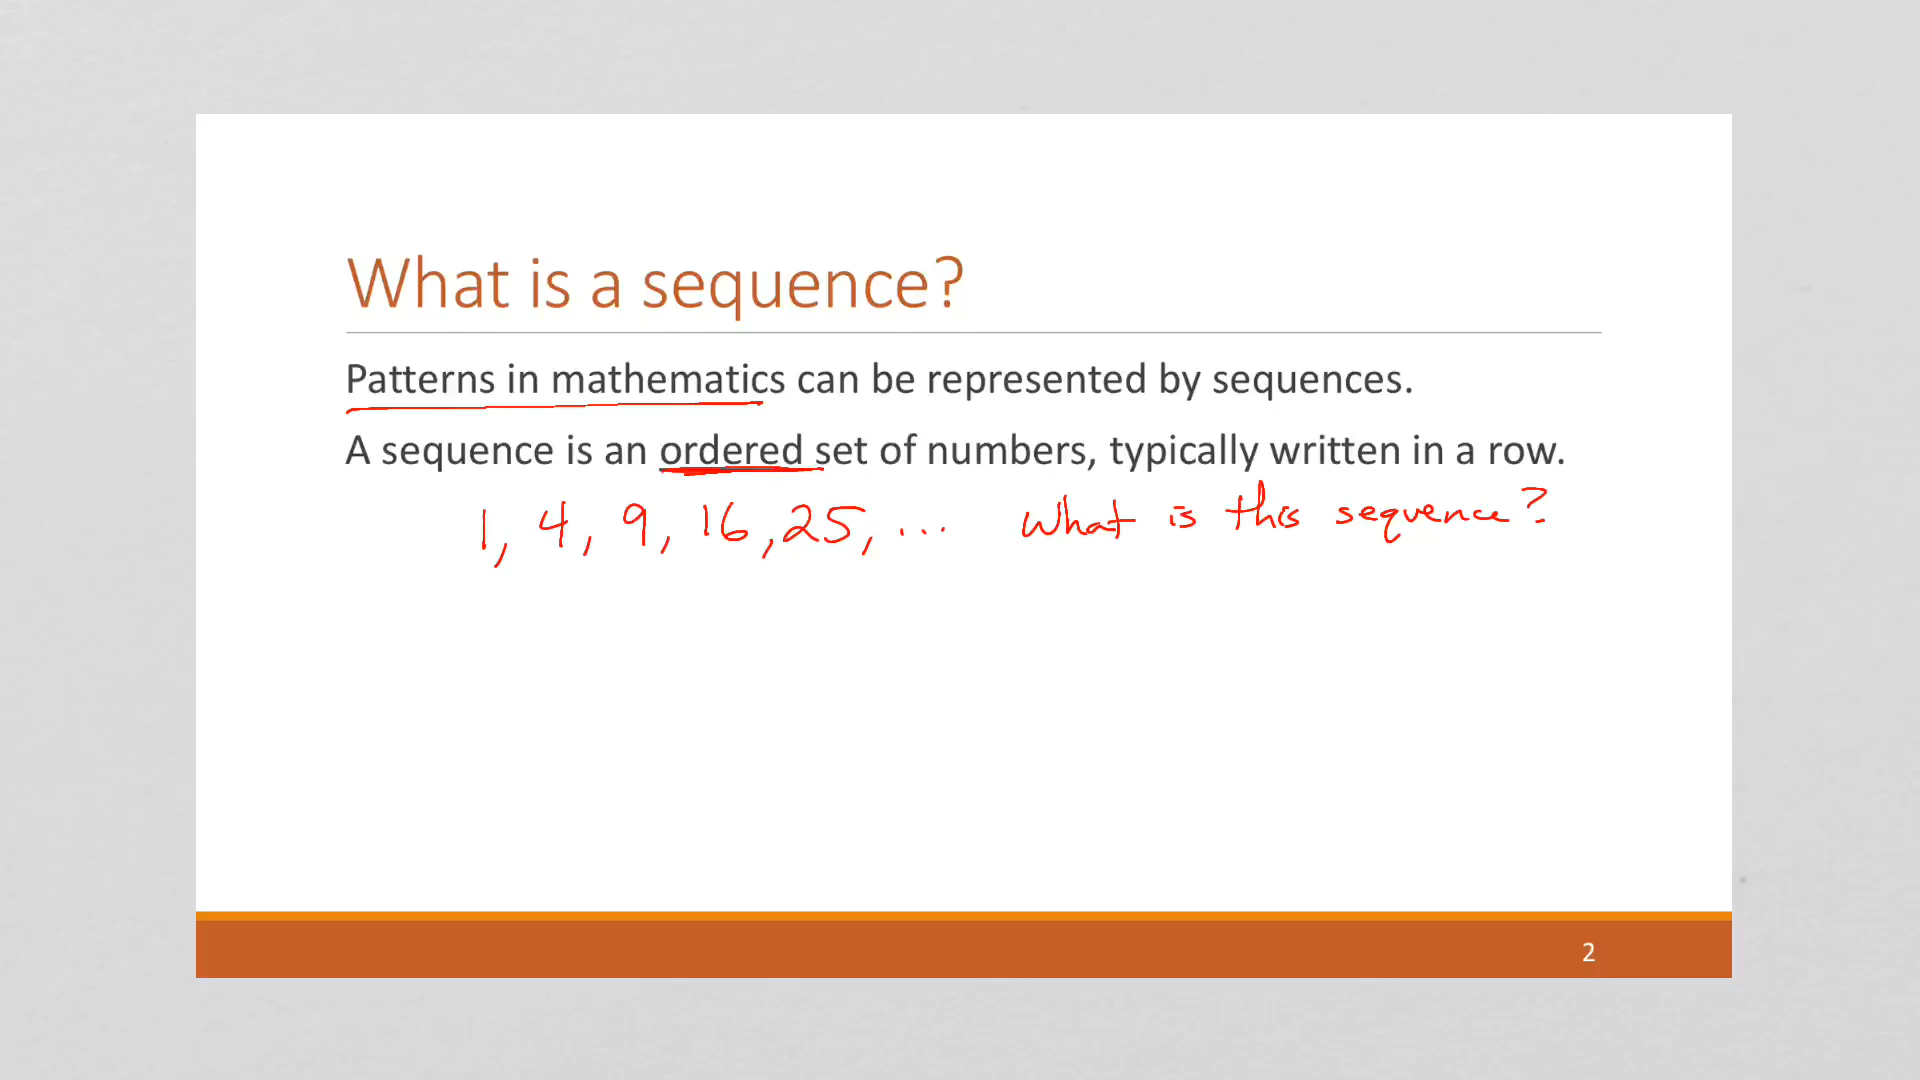 What is a sequence?
Patterns in mathematics can be represented by sequences.
A sequence is an ordered set of numbers, typically written in a row.
1, 4, 9, 16, 25, ... What is this sequence?
2